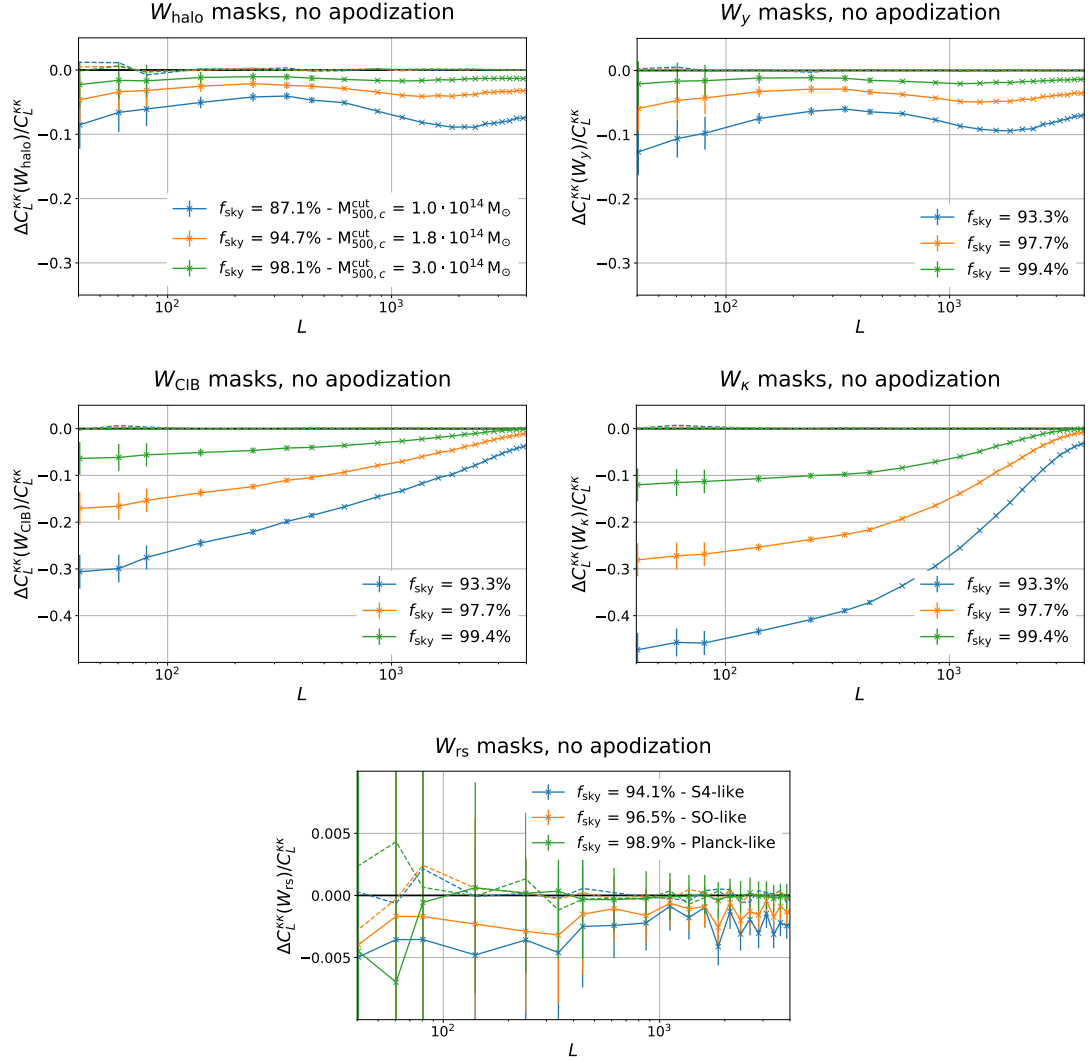 W_halo masks, no apodization
W_y masks, no apodization
ΔC_L^κκ(W_halo)/C_L^κκ
0.0
−0.1
−0.2
−0.3
f_sky = 87.1% - M_500,c^cut = 1.0 · 10^14 M_⊙
f_sky = 94.7% - M_500,c^cut = 1.8 · 10^14 M_⊙
f_sky = 98.1% - M_500,c^cut = 3.0 · 10^14 M_⊙
10^2
10^3
L
ΔC_L^κκ(W_y)/C_L^κκ
0.0
−0.1
−0.2
−0.3
f_sky = 93.3%
f_sky = 97.7%
f_sky = 99.4%
10^2
10^3
L
W_CIB masks, no apodization
W_κ masks, no apodization
ΔC_L^κκ(W_CIB)/C_L^κκ
0.0
−0.1
−0.2
−0.3
−0.4
f_sky = 93.3%
f_sky = 97.7%
f_sky = 99.4%
10^2
10^3
L
ΔC_L^κκ(W_κ)/C_L^κκ
0.0
−0.1
−0.2
−0.3
−0.4
f_sky = 93.3%
f_sky = 97.7%
f_sky = 99.4%
10^2
10^3
L
W_rs masks, no apodization
ΔC_L^κκ(W_rs)/C_L^κκ
0.005
0.000
−0.005
f_sky = 94.1% - S4-like
f_sky = 96.5% - SO-like
f_sky = 98.9% - Planck-like
10^2
10^3
L